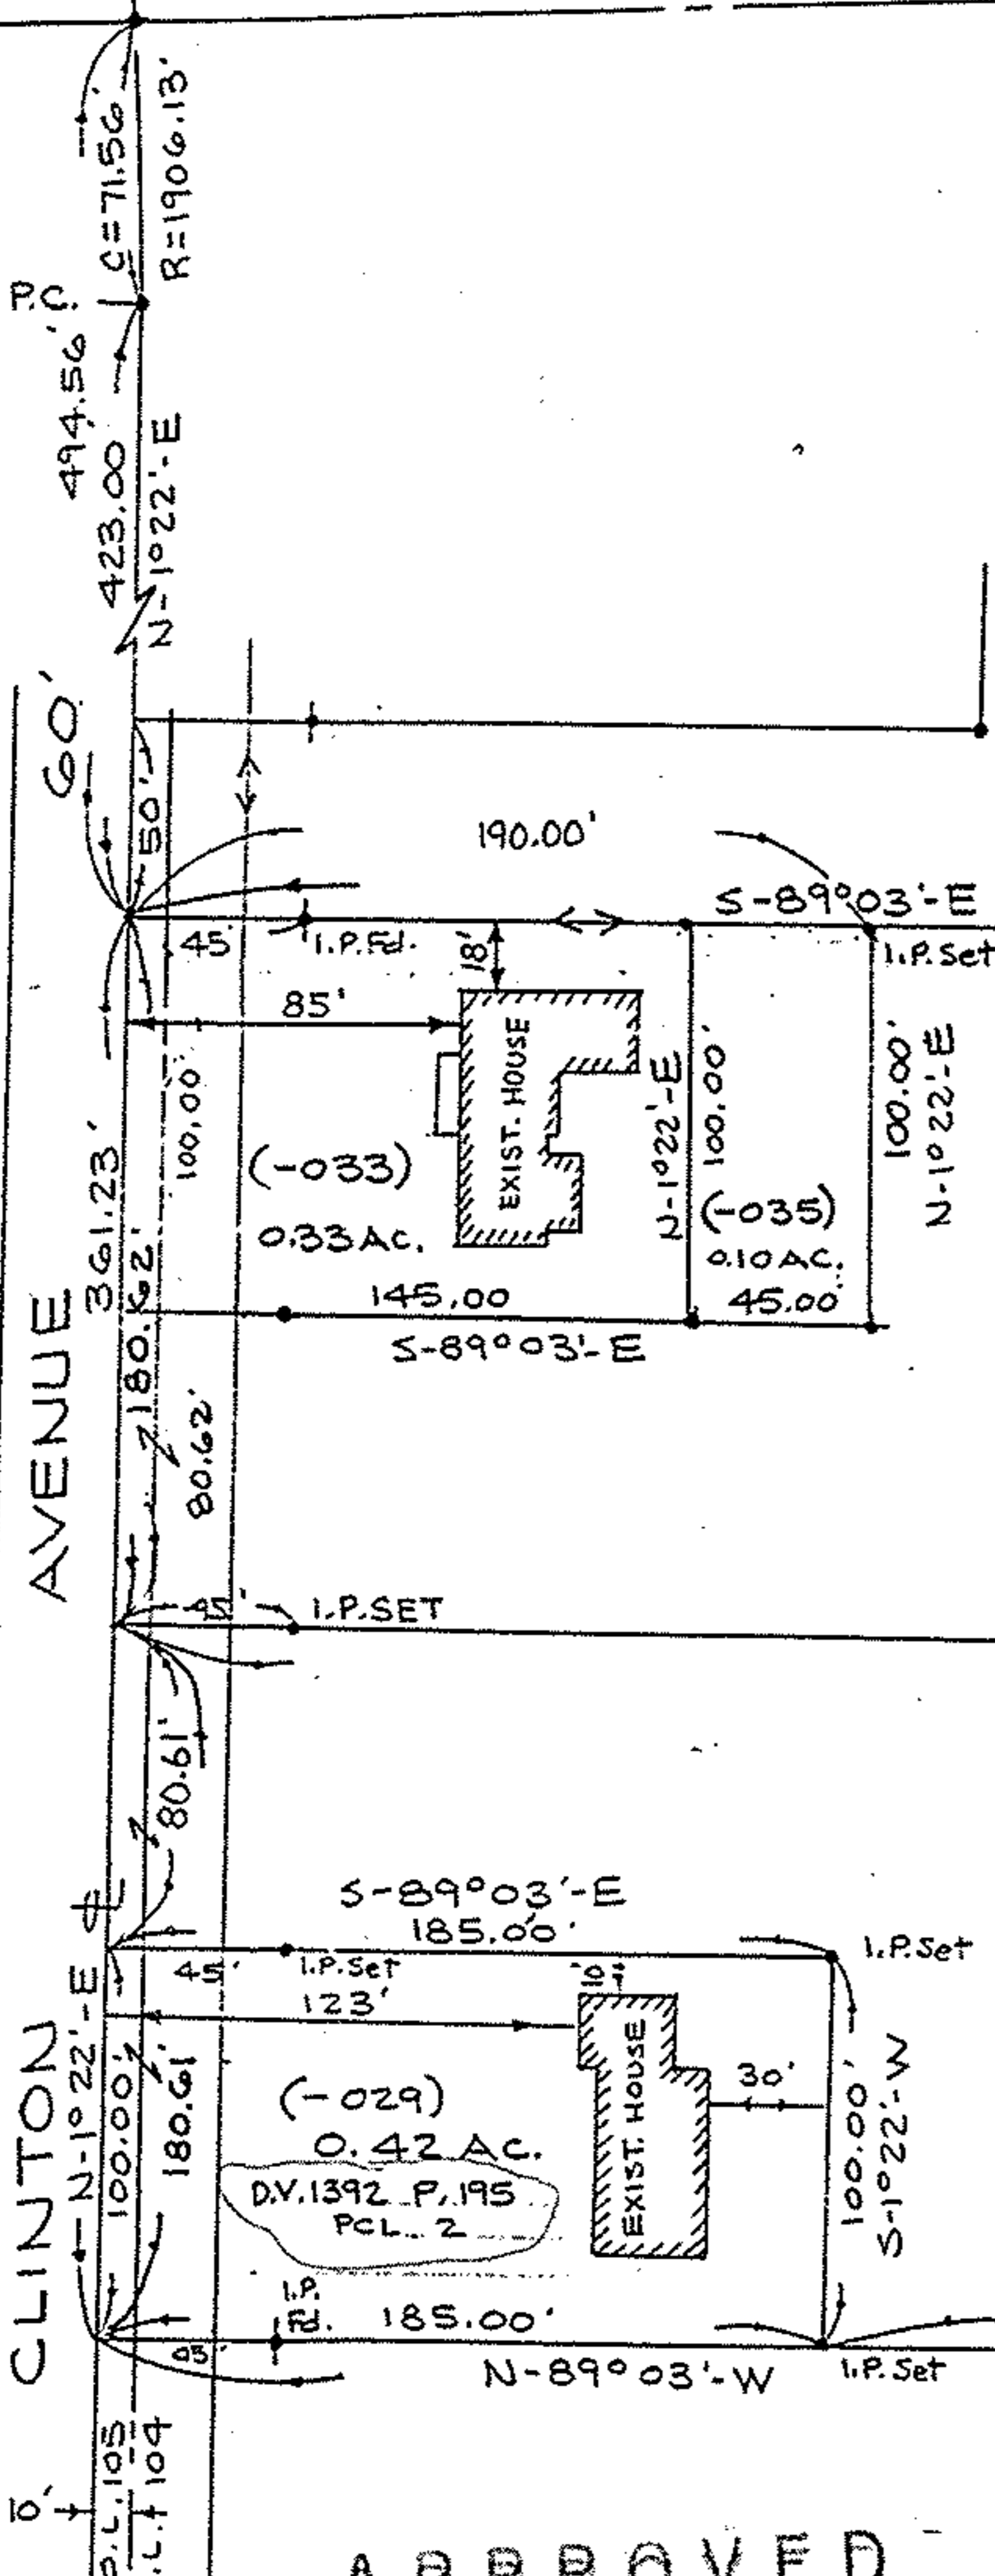 C=71.56'
R=1906.13'
P.C.
494.56'
423.00
N-1°22'-E
60'
50'
190.00'
S-89°03'-E
45'
I.P.Fd.
18'
I.P.Set
85'
100.00'
EXIST. HOUSE
N-1°22'-E
100.00'
100.00'
N-1°22'-E
(-033)
0.33 AC.
(-035)
0.10 AC.
361.23'
180.62'
145.00
45.00'
S-89°03'-E
AVENUE
80.62'
45'
I.P.SET
80.61'
S-89°03'-E
185.00'
I.P.Set
45'
I.P.Set
10'
123'
CLINTON
N-1°22'-E
100.00'
180.61'
(-029)
0.42 AC.
D.V.1392 P.195
PCL. 2
EXIST. HOUSE
30'
100.00'
S-1°22'-W
I.P.
Fd.
185.00'
N-89°03'-W
I.P.Set
105
L. 104
APPROVED